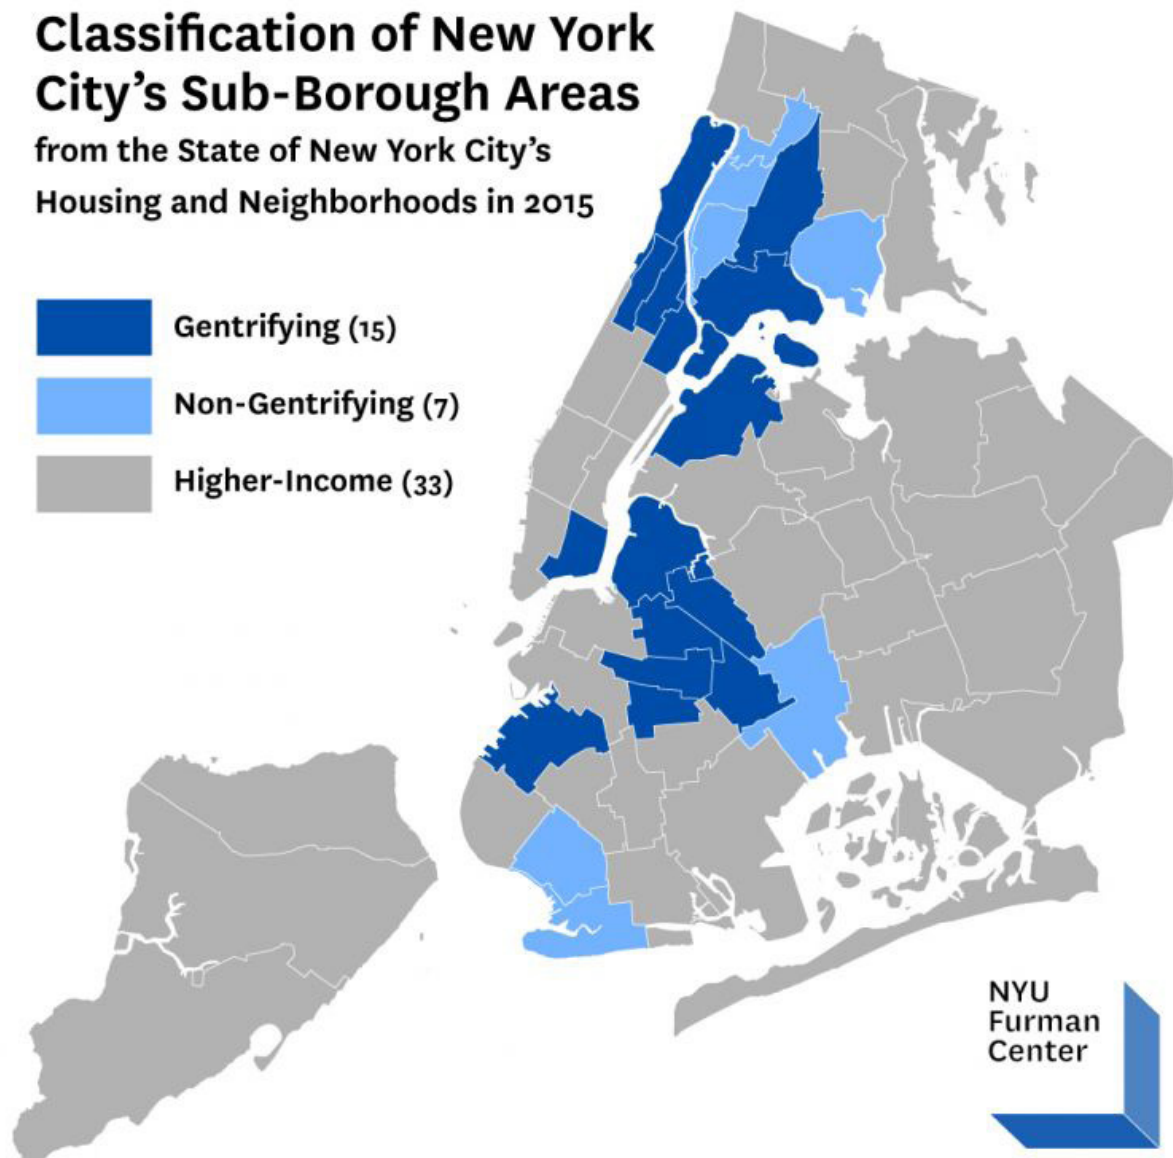 Classification of New York
City’s Sub-Borough Areas
from the State of New York City’s
Housing and Neighborhoods in 2015
Gentrifying (15)
Non-Gentrifying (7)
Higher-Income (33)
NYU
Furman
Center